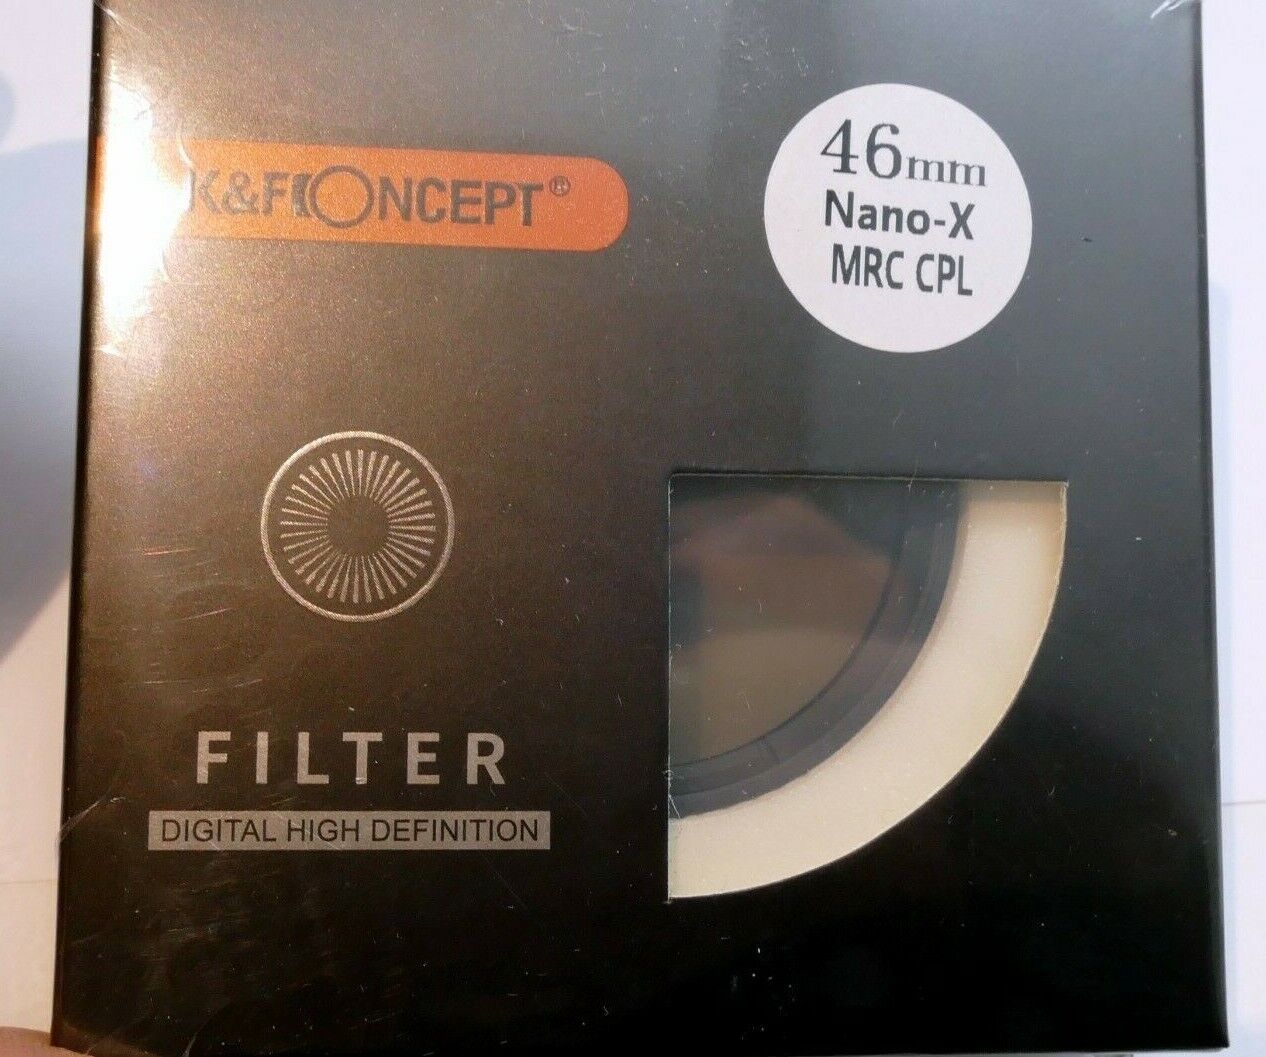 K&F CONCEPT®
46mm
Nano-X
MRC CPL
FILTER
DIGITAL HIGH DEFINITION